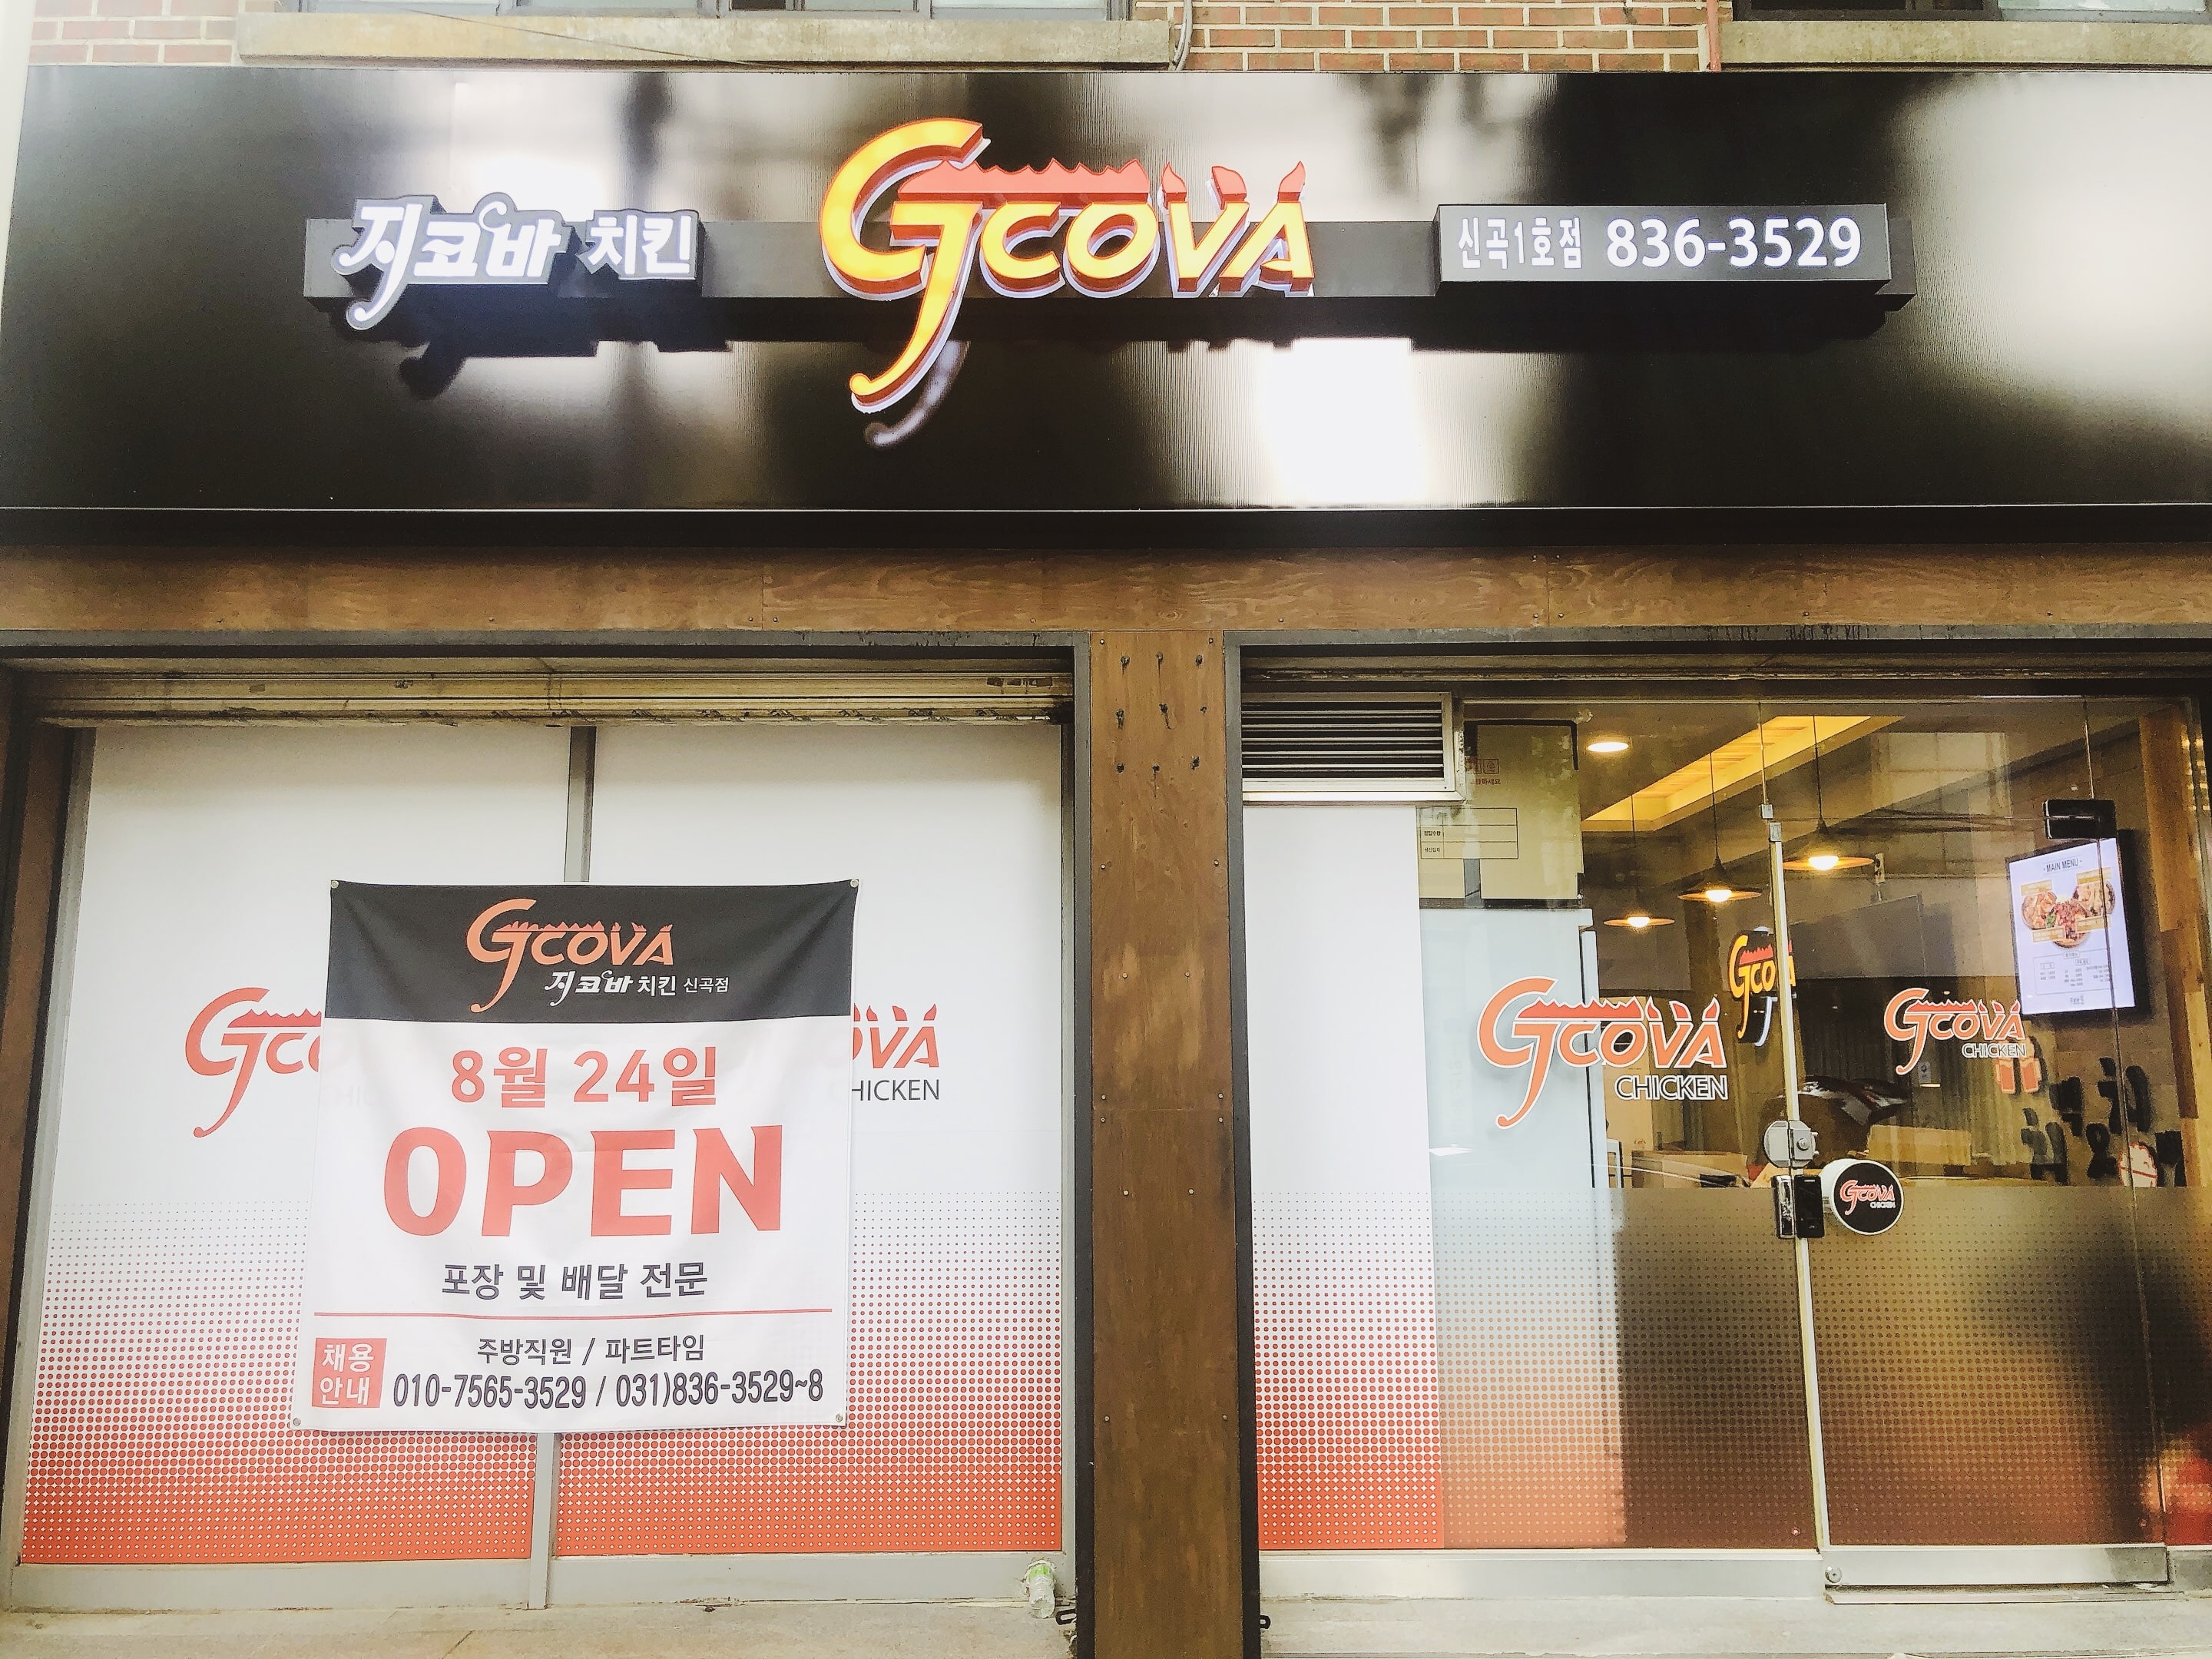 지코바 치킨 GCOVA 신곡1호점 836-3529
GCOVA
지코바 치킨 신곡점
8월 24일
OPEN
포장 및 배달 전문
채용
안내
주방직원 / 파트타임
010-7565-3529 / 031)836-3529~8
HICKEN
GCOVA
CHICKEN
GCOVA
GCOVA
CHICKEN
GCOVA
CHICKEN
- MAIN MENU -